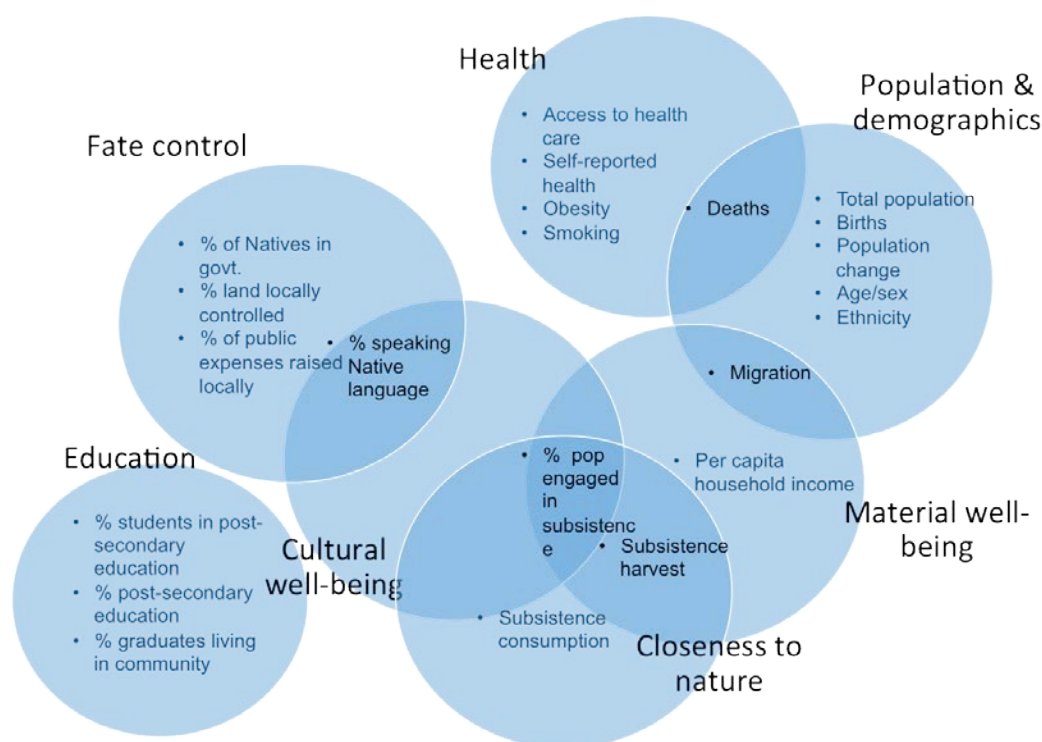 Health
• Access to health
care
• Self-reported
health
• Obesity
• Smoking
• Deaths
Population &
demographics
• Total population
• Births
• Population
change
• Age/sex
• Ethnicity
Fate control
• % of Natives in
govt.
• % land locally
controlled
• % of public
expenses raised
locally
• % speaking
Native
language
• Migration
Education
• % students in post-
secondary
education
• % post-secondary
education
• % graduates living
in community
Cultural
well-being
• % pop
engaged
in
subsistenc
e
• Subsistence
harvest
• Per capita
household income
Material well-
being
• Subsistence
consumption
Closeness to
nature